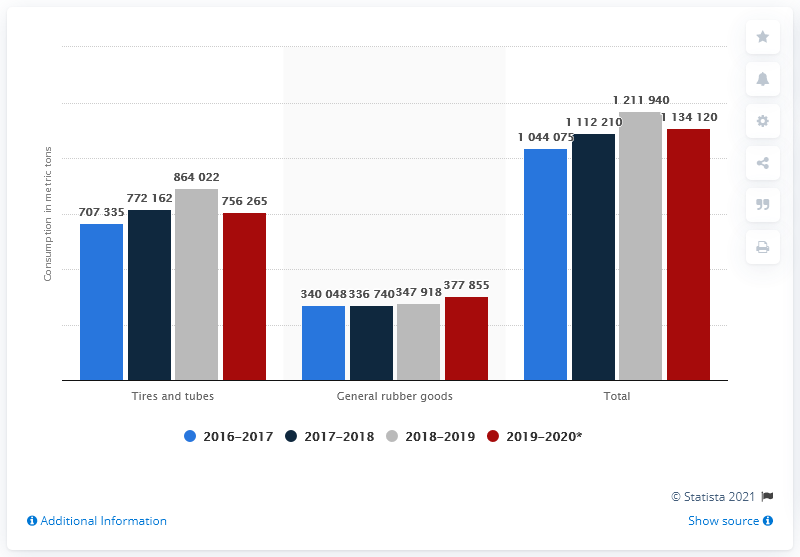 Consumption in metric tons
707 335
772 162
864 022
756 265
340 048
336 740
347 918
377 855
1 044 075
1 112 210
1 211 940
1 134 120
Tires and tubes
General rubber goods
Total
2016–2017
2017–2018
2018–2019
2019–2020*
© Statista 2021
Additional Information
Show source